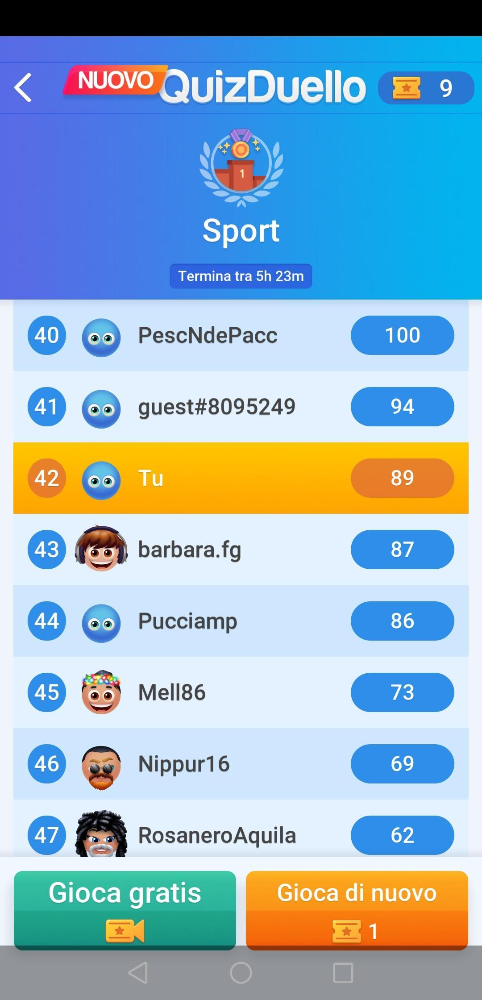 NUOVO QuizDuello 9
1
Sport
Termina tra 5h 23m
40 PescNdePacc 100
41 guest#8095249 94
42 Tu 89
43 barbara.fg 87
44 Pucciamp 86
45 Mell86 73
46 Nippur16 69
47 RosaneroAquila 62
Gioca gratis Gioca di nuovo
1